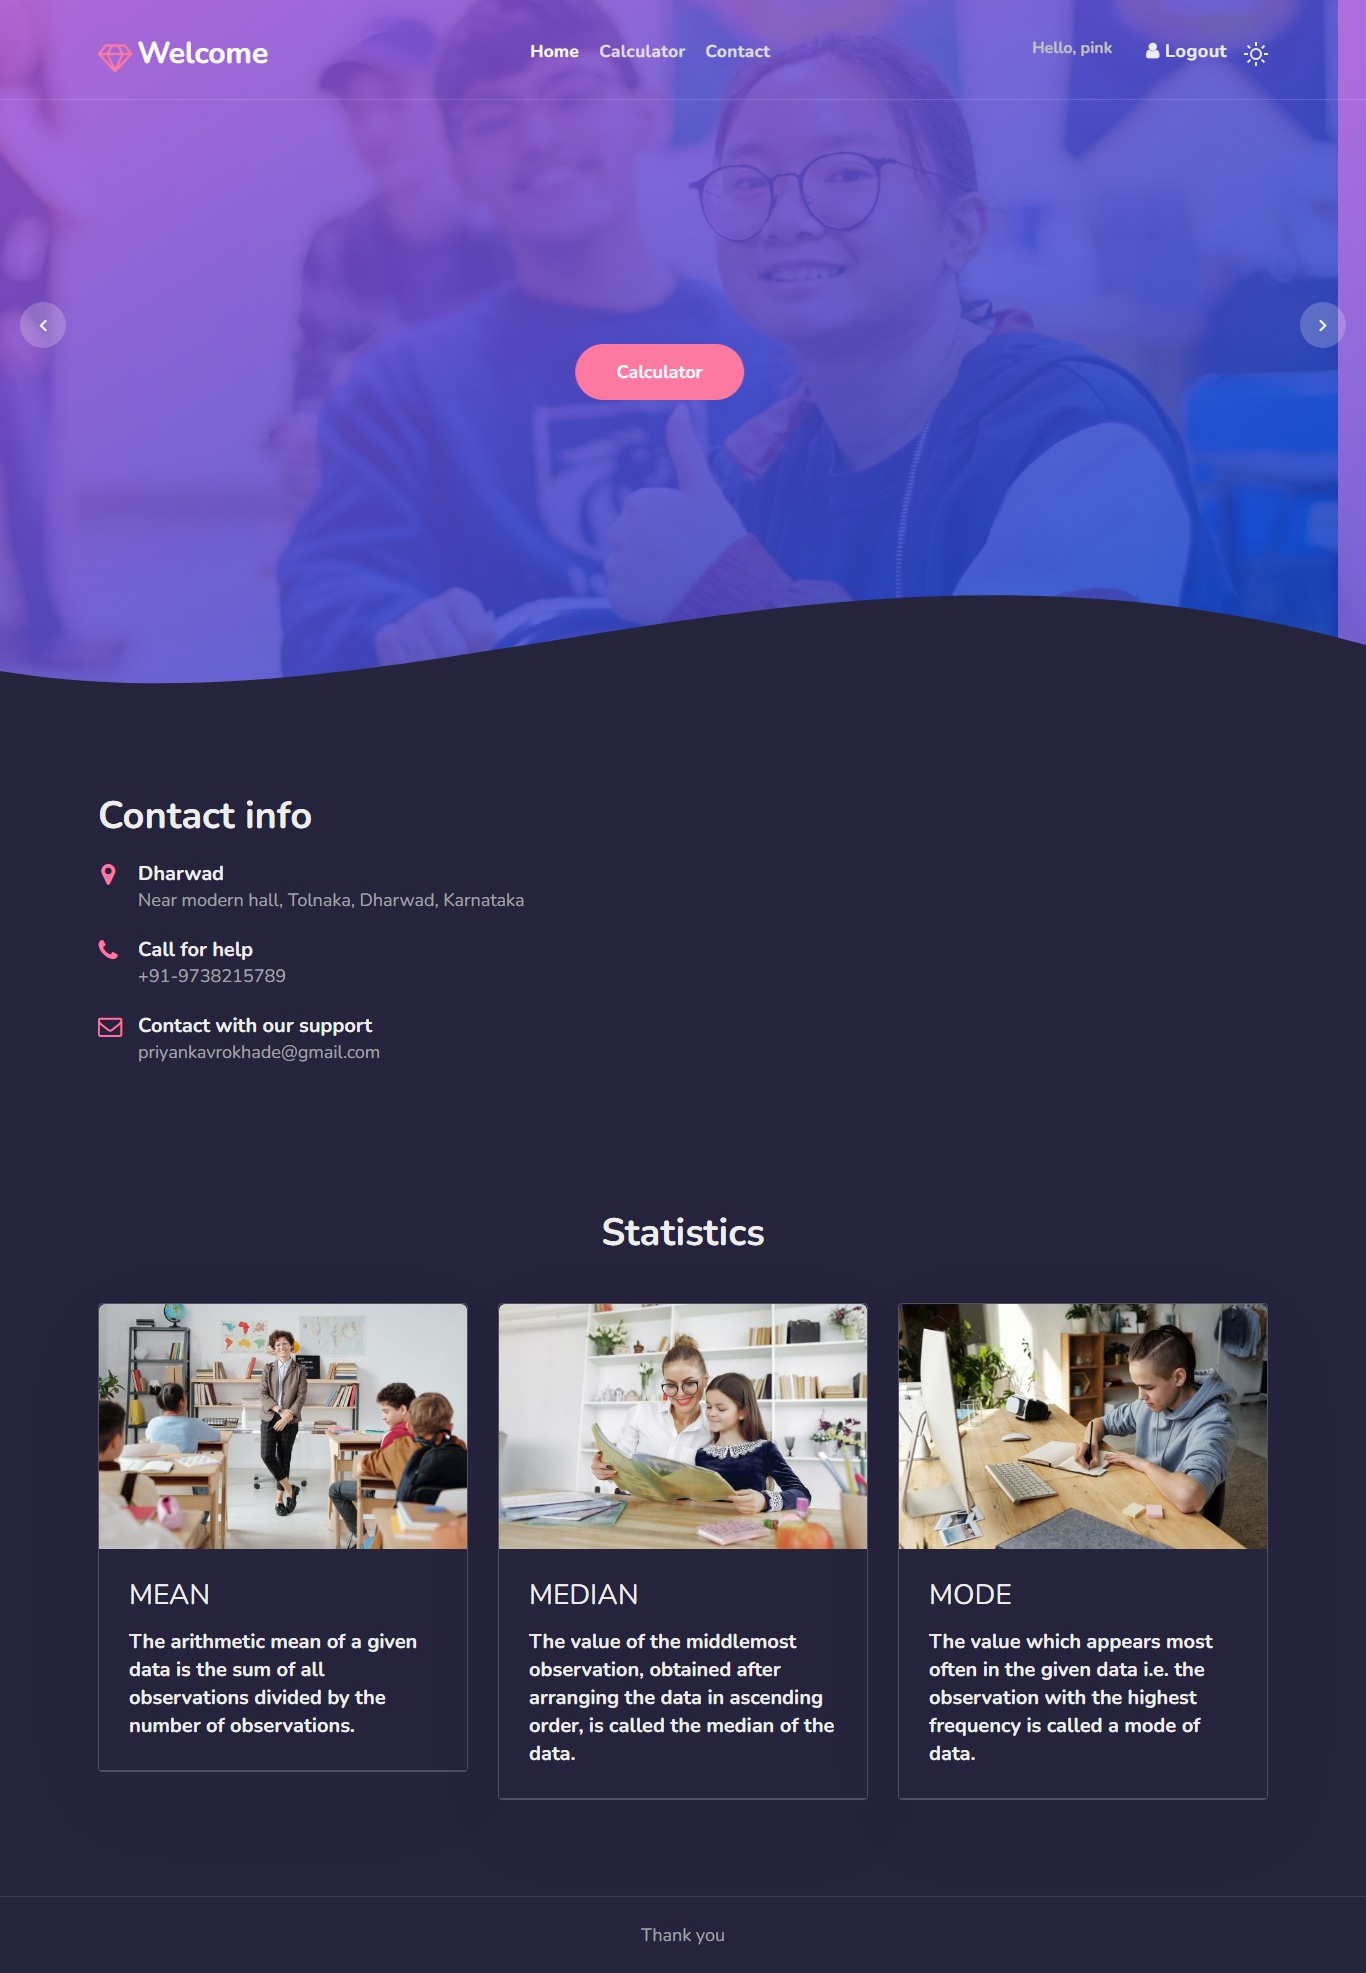 Welcome
Home Calculator Contact
Hello, pink
Logout
Calculator
Contact info
Dharwad
Near modern hall, Tolnaka, Dharwad, Karnataka
Call for help
+91-9738215789
Contact with our support
priyankavrokhade@gmail.com
Statistics
MEAN
The arithmetic mean of a given
data is the sum of all
observations divided by the
number of observations.
MEDIAN
The value of the middlemost
observation, obtained after
arranging the data in ascending
order, is called the median of the
data.
MODE
The value which appears most
often in the given data i.e. the
observation with the highest
frequency is called a mode of
data.
Thank you